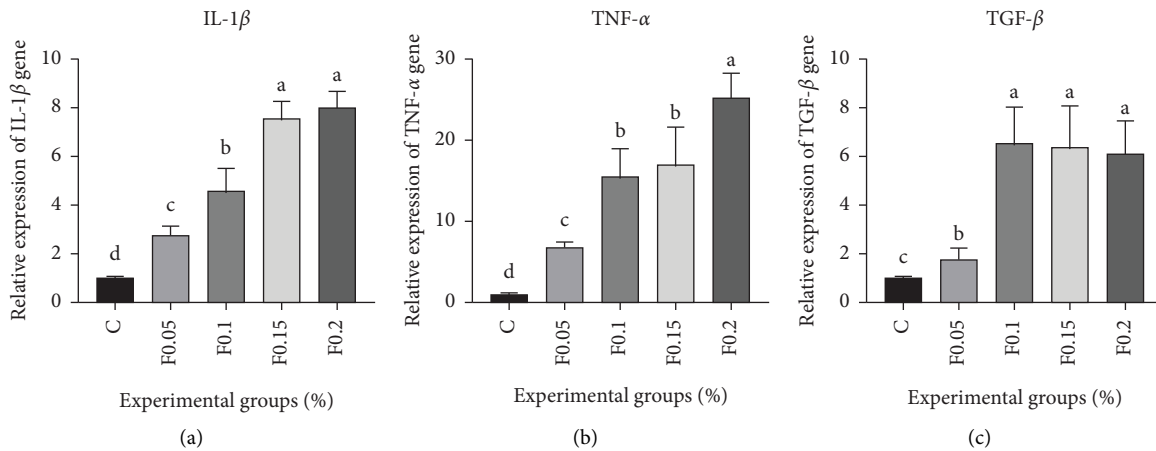 IL-1β
Relative expression of IL-1β gene
10
8
6
4
2
0
d
c
b
a
a
C
F0.05
F0.1
F0.15
F0.2
Experimental groups (%)
(a)
TNF-α
Relative expression of TNF-α gene
30
20
10
0
d
c
b
b
a
C
F0.05
F0.1
F0.15
F0.2
Experimental groups (%)
(b)
TGF-β
Relative expression of TGF-β gene
10
8
6
4
2
0
c
b
a
a
a
C
F0.05
F0.1
F0.15
F0.2
Experimental groups (%)
(c)